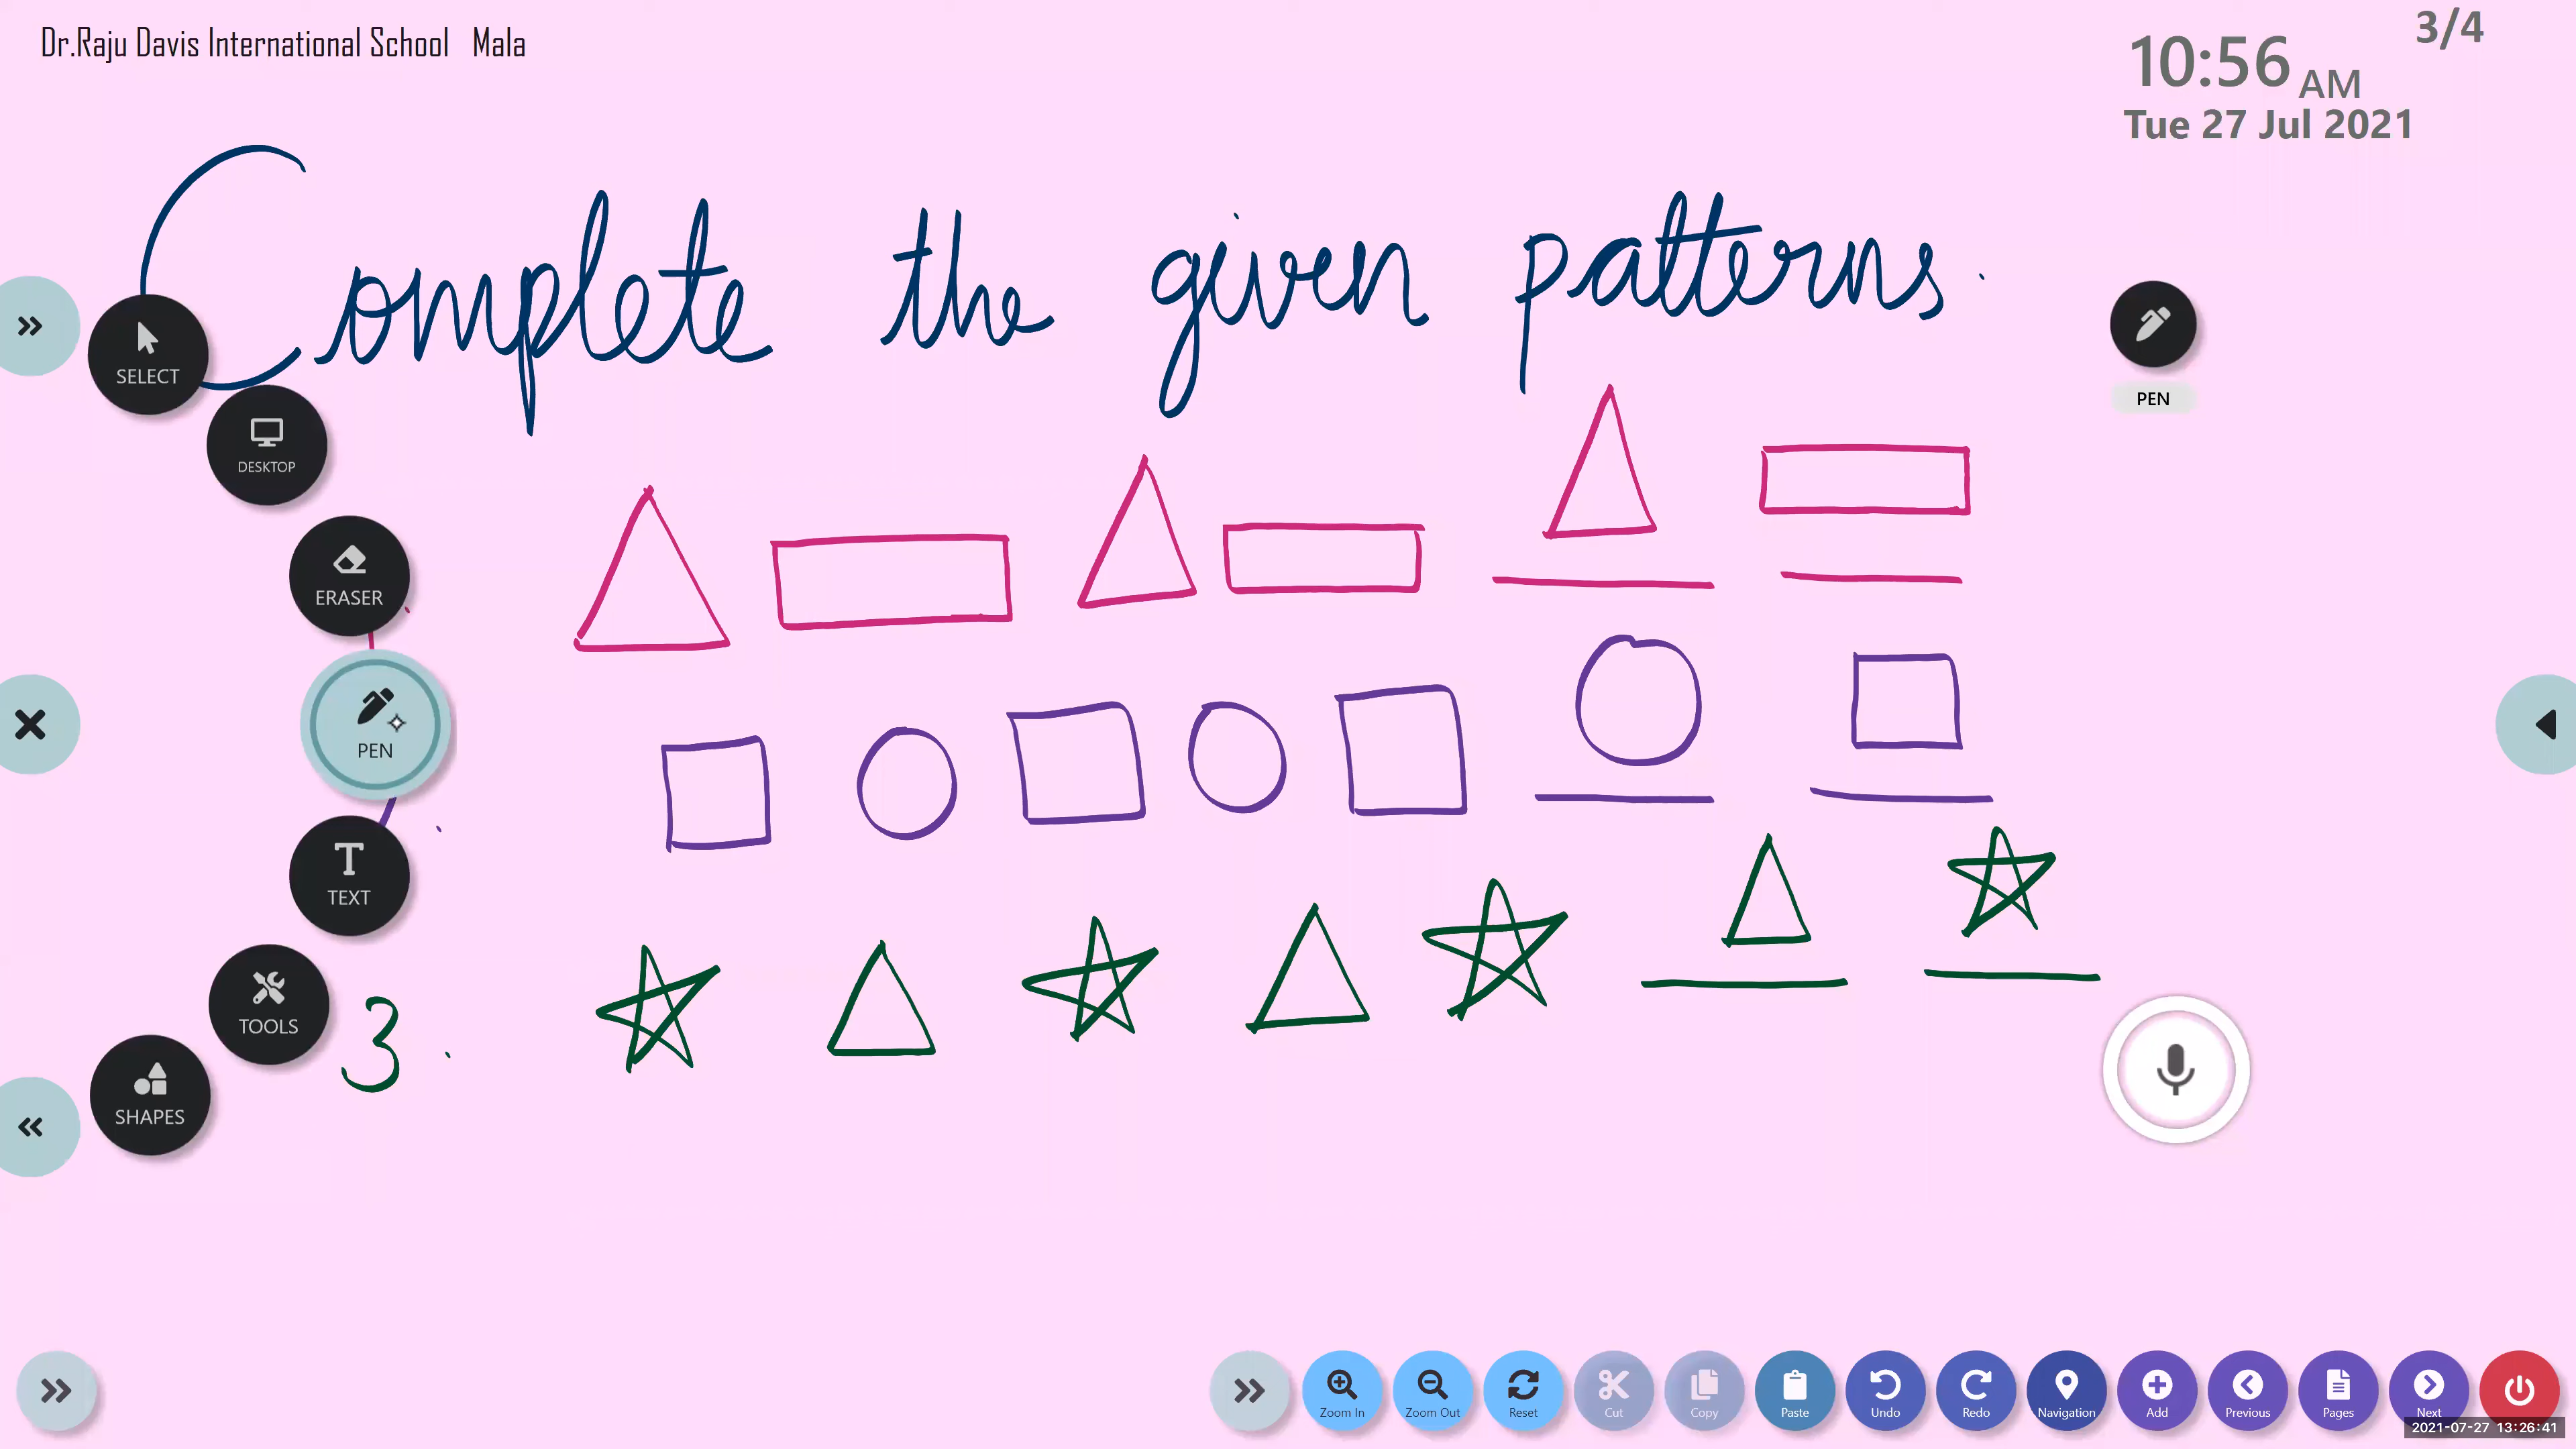 Dr.Raju Davis International School Mala
3/4
10:56 AM
Tue 27 Jul 2021
Complete the given patterns.
SELECT
DESKTOP
ERASER
PEN
TEXT
TOOLS
SHAPES
PEN
3.
Zoom In
Zoom Out
Reset
Cut
Copy
Paste
Undo
Redo
Navigation
Add
Previous
Pages
Next
2021-07-27 13:26:41